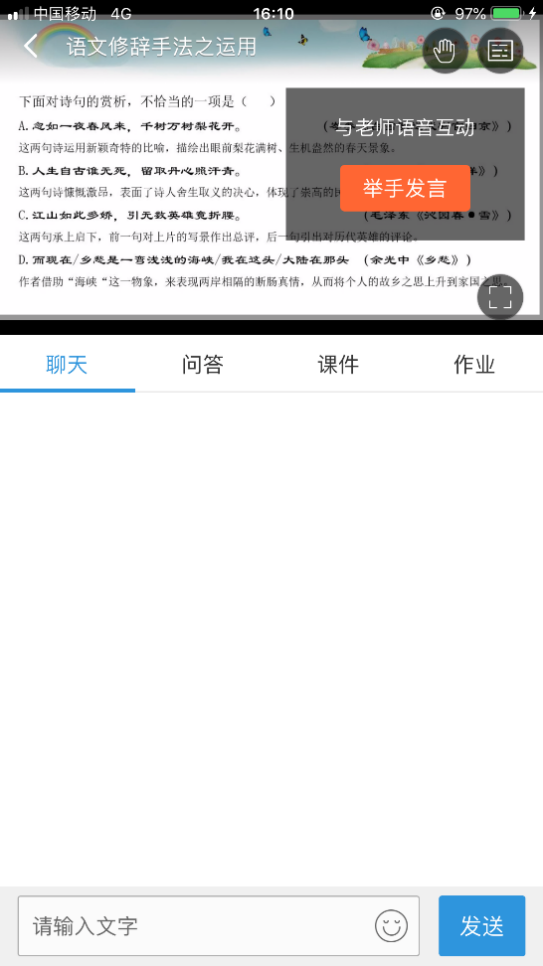 中国移动 4G 16:10 97%
语文修辞手法之运用
下面对诗句的赏析，不恰当的一项是（ ）
A.忽如一夜春风来，千树万树梨花开。 京》）
这两句诗运用新颖奇特的比喻，描绘出眼前梨花满树、生机盎然的春天景象。
B.人生自古谁无死，留取丹心照汗青。 》）
这两句诗慷慨激昂，表面了诗人舍生取义的决心，体现了崇高的民
C.江山如此多娇，引无数英雄竟折腰。 （毛泽东《沁园春●雪》）
这两句承上启下，前一句对上片的写景作出总评，后一句引出对历代英雄的评论。
D.而现在/乡愁是一弯浅浅的海峡/我在这头/大陆在那头 （余光中《乡愁》）
作者借助“海峡“这一物象，来表现两岸相隔的断肠真情，从而将个人的故乡之思上升到家国之思。
与老师语音互动
举手发言
聊天 问答 课件 作业
请输入文字 发送